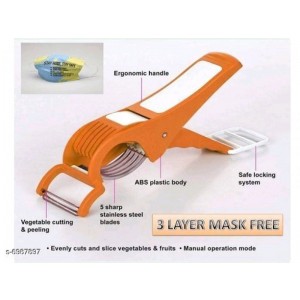 Ergonomic handle
ABS plastic body
Safe locking
system
Vegetable cutting
& peeling
5 sharp
stainless steel
blades
3 LAYER MASK FREE
• Evenly cuts and slice vegetables & fruits • Manual operation mode
s-6967897